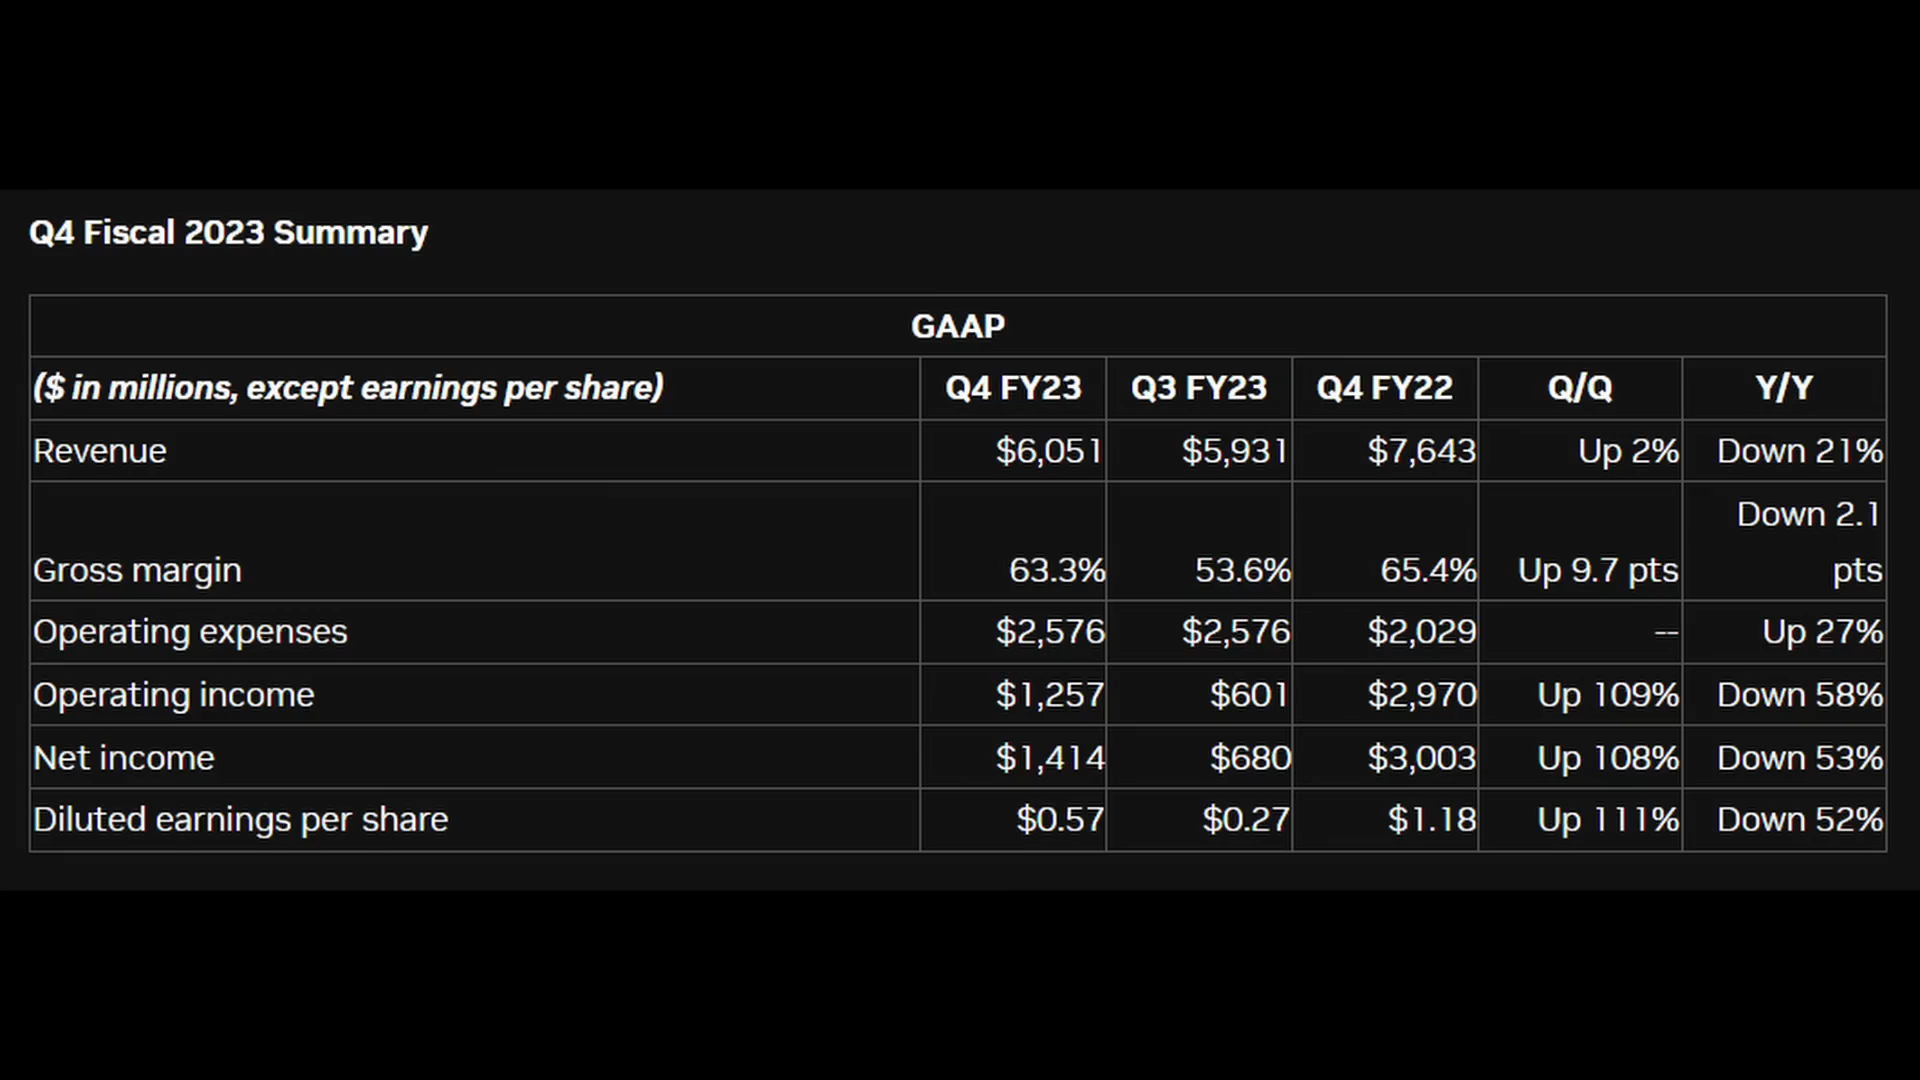 Q4 Fiscal 2023 Summary
GAAP
($ in millions, except earnings per share) Q4 FY23 Q3 FY23 Q4 FY22 Q/Q Y/Y
Revenue $6,051 $5,931 $7,643 Up 2% Down 21%
Gross margin 63.3% 53.6% 65.4% Up 9.7 pts Down 2.1 pts
Operating expenses $2,576 $2,576 $2,029 -- Up 27%
Operating income $1,257 $601 $2,970 Up 109% Down 58%
Net income $1,414 $680 $3,003 Up 108% Down 53%
Diluted earnings per share $0.57 $0.27 $1.18 Up 111% Down 52%